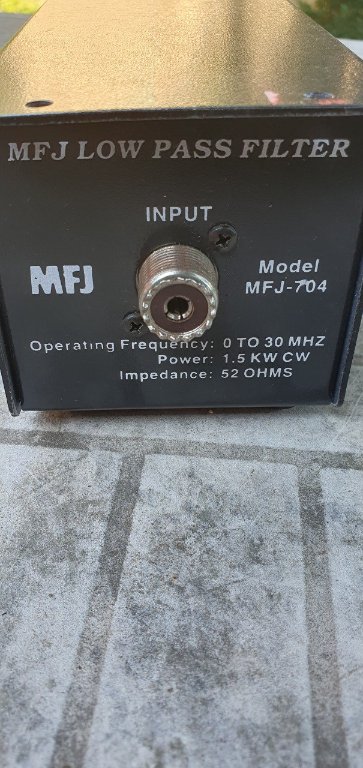 MFJ LOW PASS FILTER
INPUT
MFJ
Model
MFJ-704
Operating Frequency: 0 TO 30 MHZ
Power: 1.5 KW CW
Impedance: 52 OHMS